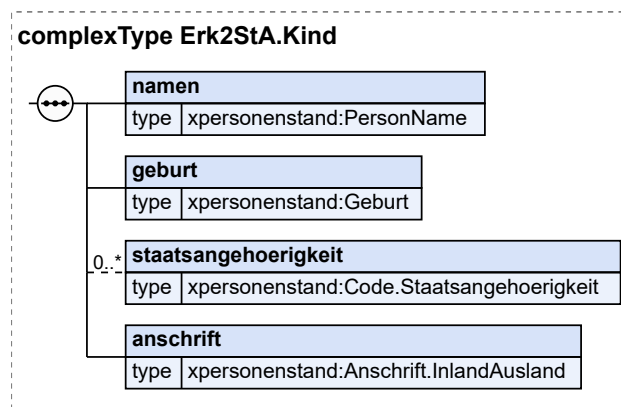 complexType Erk2StA.Kind
namen
type xpersonenstand:PersonName
geburt
type xpersonenstand:Geburt
0..* staatsangehoerigkeit
type xpersonenstand:Code.Staatsangehoerigkeit
anschrift
type xpersonenstand:Anschrift.InlandAusland